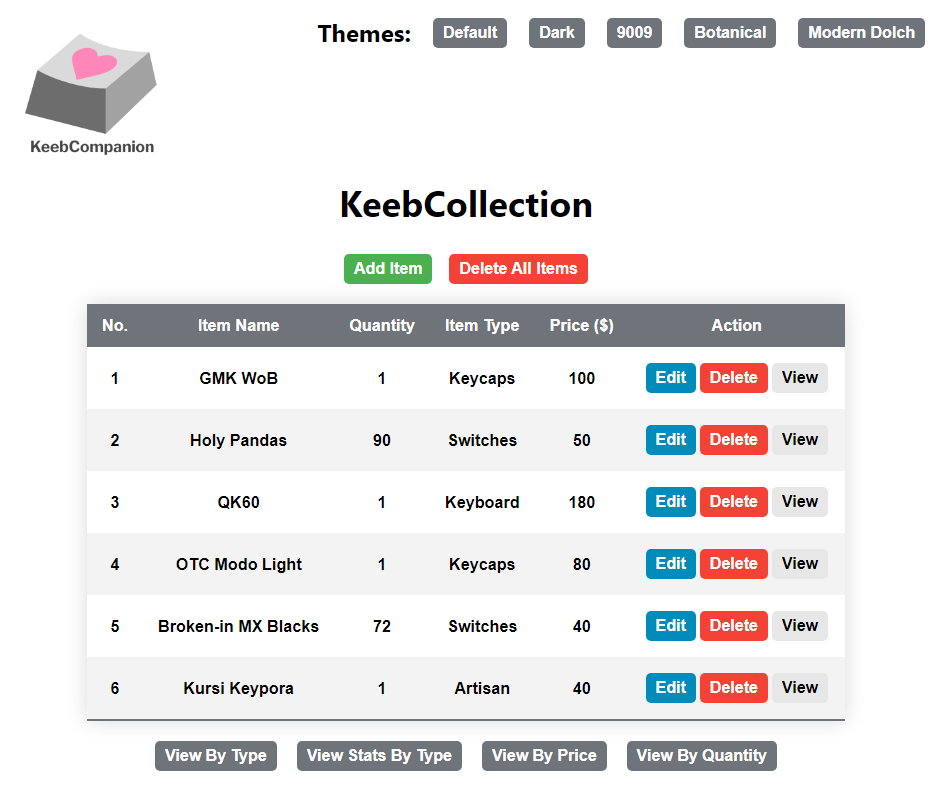 Themes: Default Dark 9009 Botanical Modern Dolch
KeebCompanion
KeebCollection
Add Item Delete All Items
No. Item Name Quantity Item Type Price ($) Action
1 GMK WoB 1 Keycaps 100 Edit Delete View
2 Holy Pandas 90 Switches 50 Edit Delete View
3 QK60 1 Keyboard 180 Edit Delete View
4 OTC Modo Light 1 Keycaps 80 Edit Delete View
5 Broken-in MX Blacks 72 Switches 40 Edit Delete View
6 Kursi Keypora 1 Artisan 40 Edit Delete View
View By Type View Stats By Type View By Price View By Quantity